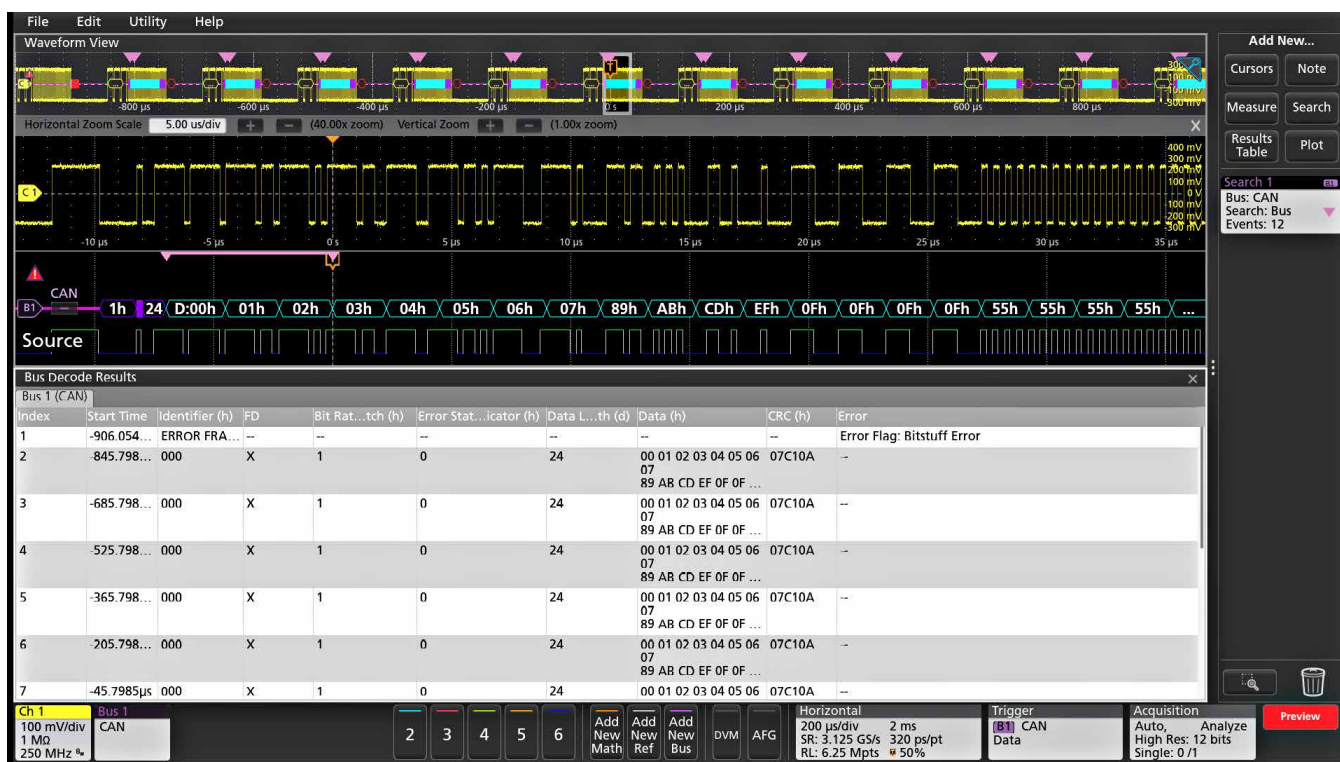 File Edit Utility Help
Waveform View
Add New...
Cursors Note
Measure Search
Results Table Plot
-800 µs -600 µs -400 µs -200 µs 0 s 200 µs 400 µs 600 µs 800 µs
Horizontal Zoom Scale 5.00 us/div + - (40.00x zoom) Vertical Zoom + - (1.00x zoom) X
400 mV
300 mV
200 mV
100 mV
0 V
-100 mV
-200 mV
-300 mV
C 1
-10 µs -5 µs 0 s 5 µs 10 µs 15 µs 20 µs 25 µs 30 µs 35 µs
Search 1 B1
Bus: CAN
Search: Bus
Events: 12
B1 CAN
1h 24 D:00h 01h 02h 03h 04h 05h 06h 07h 89h ABh CDh EFh 0Fh 0Fh 0Fh 0Fh 55h 55h 55h 55h ...
Source
Bus Decode Results
Bus 1 (CAN)
Index Start Time Identifier (h) FD Bit Rat...tch (h) Error Stat...icator (h) Data L...th (d) Data (h) CRC (h) Error
1 -906.054... ERROR FRA... -- -- -- -- -- -- Error Flag: Bitstuff Error
2 -845.798... 000 X 1 0 24 00 01 02 03 04 05 06 07C10A --
07
89 AB CD EF 0F 0F ...
3 -685.798... 000 X 1 0 24 00 01 02 03 04 05 06 07C10A --
07
89 AB CD EF 0F 0F ...
4 -525.798... 000 X 1 0 24 00 01 02 03 04 05 06 07C10A --
07
89 AB CD EF 0F 0F ...
5 -365.798... 000 X 1 0 24 00 01 02 03 04 05 06 07C10A --
07
89 AB CD EF 0F 0F ...
6 -205.798... 000 X 1 0 24 00 01 02 03 04 05 06 07C10A --
07
89 AB CD EF 0F 0F ...
7 -45.7985µs 000 X 1 0 24 00 01 02 03 04 05 06 07C10A --
Ch 1
100 mV/div
1 MΩ
250 MHz
Bus 1
CAN
2 3 4 5 6
Add New Math
Add New Ref
Add New Bus
DVM AFG
Horizontal
200 µs/div 2 ms
SR: 3.125 GS/s 320 ps/pt
RL: 6.25 Mpts 50%
Trigger
B1 CAN
Data
Acquisition
Auto, Analyze
High Res: 12 bits
Single: 0 /1
Preview